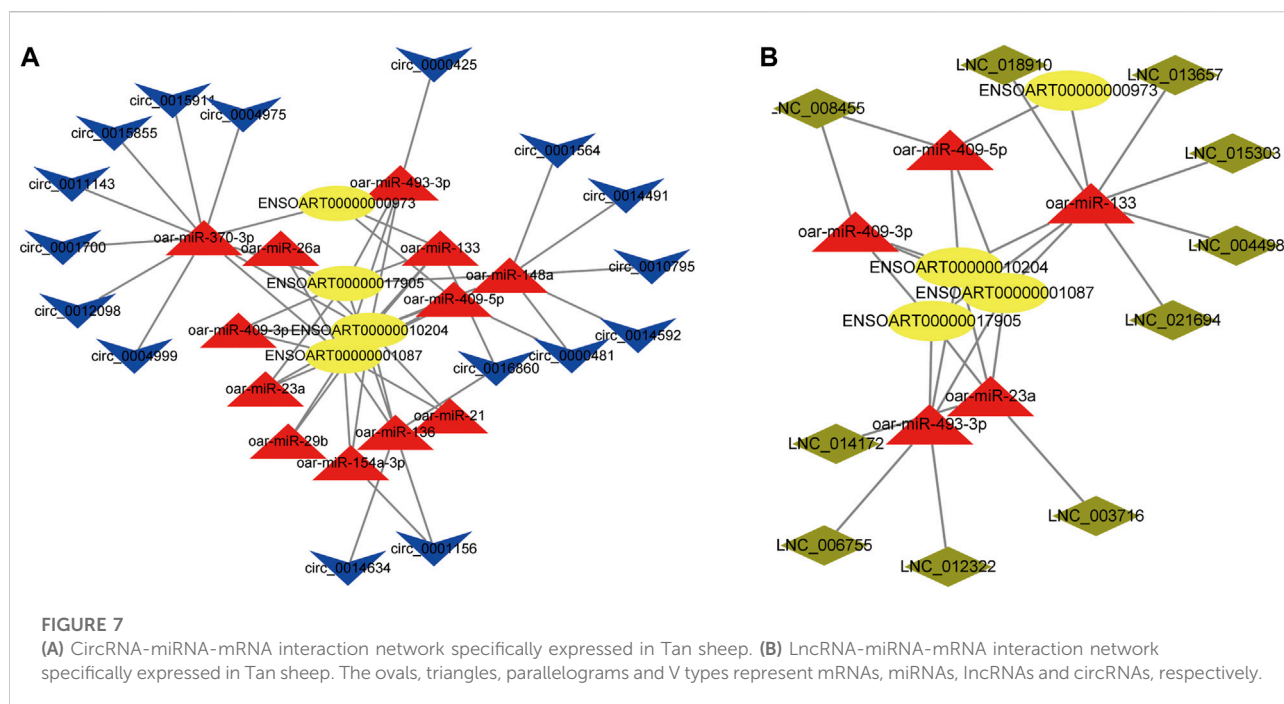 A
B
circ_0000425
circ_0015911
circ_0004975
circ_0015855
circ_0001564
circ_0011143
oar-miR-493-3p
circ_0014491
ENSOART00000000973
circ_0001700
oar-miR-370-3p
oar-miR-26a
oar-miR-133
circ_0010795
oar-miR-148a
ENSOART00000017905
circ_0012098
oar-miR-409-5p
oar-miR-409-3p
ENSOART00000010204
circ_0014592
circ_0004999
ENSOART00000001087
circ_0000481
circ_0016860
oar-miR-23a
oar-miR-21
oar-miR-29b
oar-miR-136
oar-miR-154a-3p
circ_0001156
circ_0014634
LNC_018910
LNC_013657
ENSOART00000000973
LNC_008455
oar-miR-409-5p
LNC_015303
oar-miR-133
oar-miR-409-3p
LNC_004498
ENSOART00000010204
ENSOART00000001087
ENSOART00000017905
LNC_021694
oar-miR-23a
oar-miR-493-3p
LNC_014172
LNC_003716
LNC_006755
LNC_012322
FIGURE 7
(A) CircRNA-miRNA-mRNA interaction network specifically expressed in Tan sheep. (B) LncRNA-miRNA-mRNA interaction network
specifically expressed in Tan sheep. The ovals, triangles, parallelograms and V types represent mRNAs, miRNAs, lncRNAs and circRNAs, respectively.